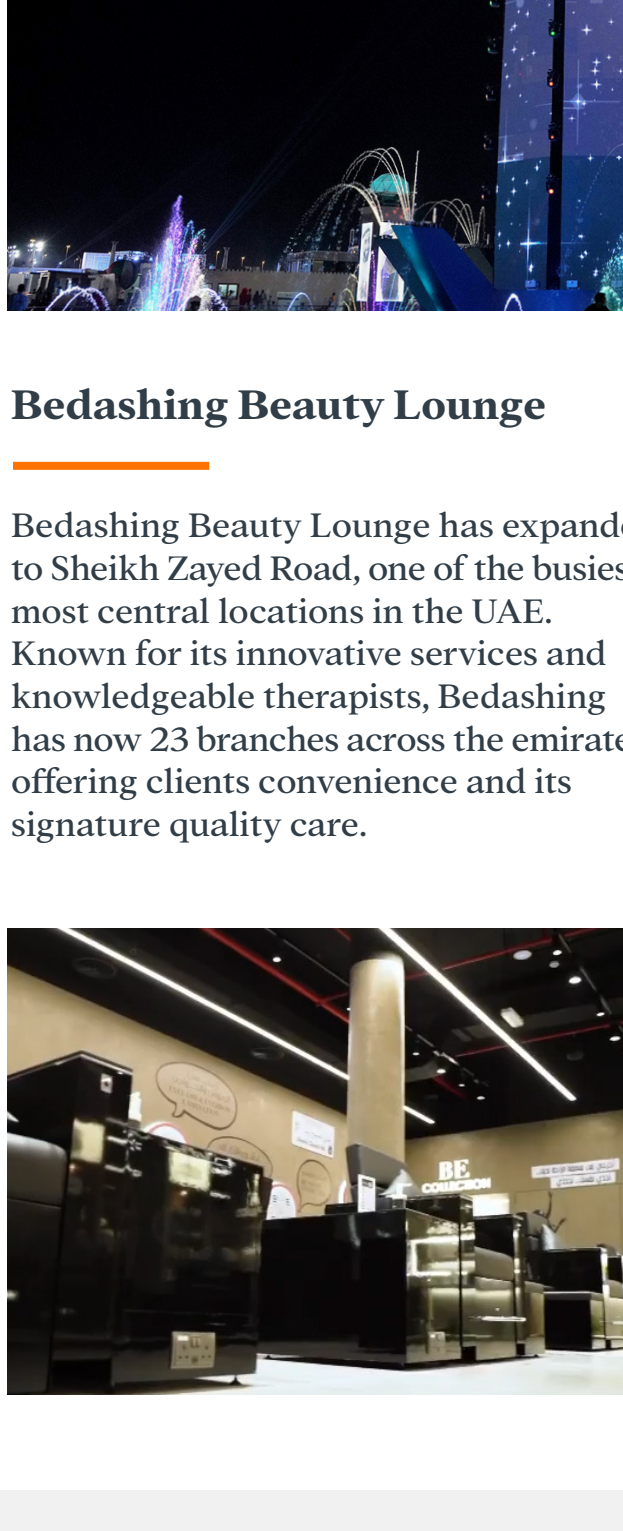 Bedashing Beauty Lounge
Bedashing Beauty Lounge has expand
to Sheikh Zayed Road, one of the busies
most central locations in the UAE.
Known for its innovative services and
knowledgeable therapists, Bedashing
has now 23 branches across the emirate
offering clients convenience and its
signature quality care.
BE
COLLECTION